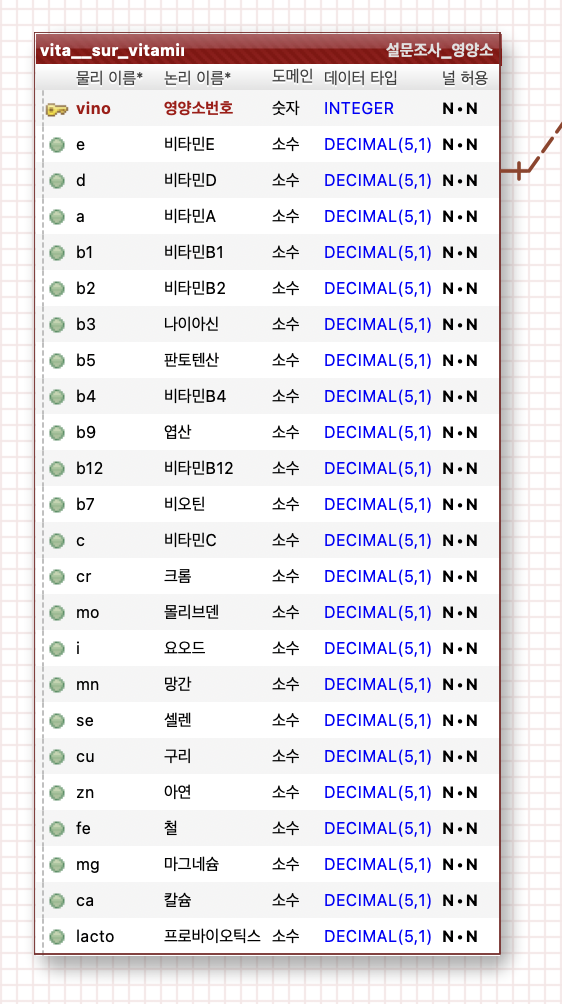 vita__sur_vitamin 설문조사_영양소
물리 이름* 논리 이름* 도메인 데이터 타입 널 허용
vino 영양소번호 숫자 INTEGER N•N
e 비타민E 소수 DECIMAL(5,1) N•N
d 비타민D 소수 DECIMAL(5,1) N•N
a 비타민A 소수 DECIMAL(5,1) N•N
b1 비타민B1 소수 DECIMAL(5,1) N•N
b2 비타민B2 소수 DECIMAL(5,1) N•N
b3 나이아신 소수 DECIMAL(5,1) N•N
b5 판토텐산 소수 DECIMAL(5,1) N•N
b4 비타민B4 소수 DECIMAL(5,1) N•N
b9 엽산 소수 DECIMAL(5,1) N•N
b12 비타민B12 소수 DECIMAL(5,1) N•N
b7 비오틴 소수 DECIMAL(5,1) N•N
c 비타민C 소수 DECIMAL(5,1) N•N
cr 크롬 소수 DECIMAL(5,1) N•N
mo 몰리브덴 소수 DECIMAL(5,1) N•N
i 요오드 소수 DECIMAL(5,1) N•N
mn 망간 소수 DECIMAL(5,1) N•N
se 셀렌 소수 DECIMAL(5,1) N•N
cu 구리 소수 DECIMAL(5,1) N•N
zn 아연 소수 DECIMAL(5,1) N•N
fe 철 소수 DECIMAL(5,1) N•N
mg 마그네슘 소수 DECIMAL(5,1) N•N
ca 칼슘 소수 DECIMAL(5,1) N•N
lacto 프로바이오틱스 소수 DECIMAL(5,1) N•N